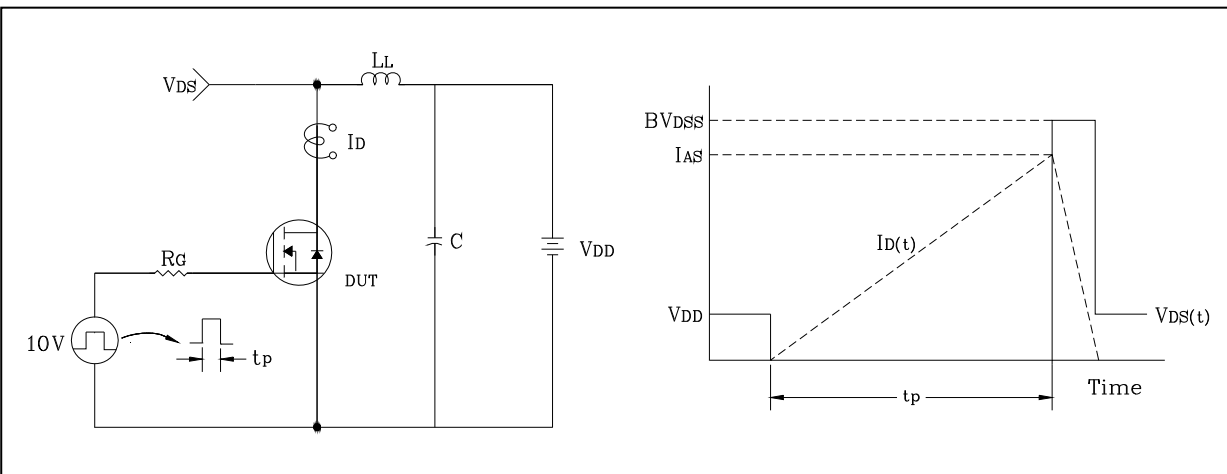 LL
VDS
ID
RG
DUT
C
VDD
10V
tp
BVDSS
IAS
ID(t)
VDD
VDS(t)
Time
tp